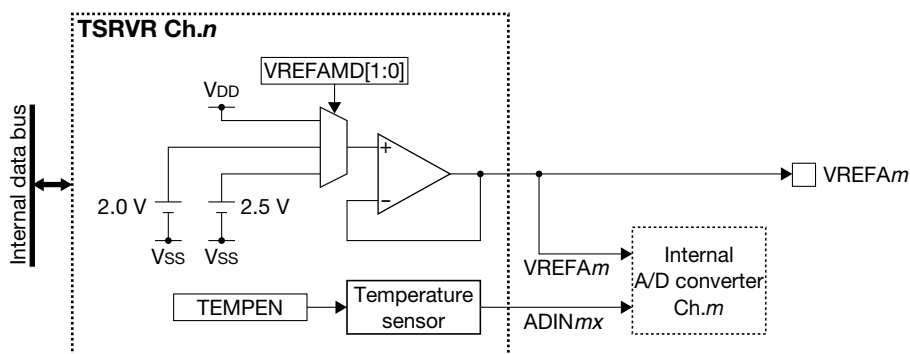 TSRVR Ch.n
VREFAMD[1:0]
VDD
Internal data bus
2.0 V
2.5 V
VSS
VSS
+
−
VREFAm
VREFAm
Internal
A/D converter
Ch.m
TEMPEN
Temperature
sensor
ADINmx